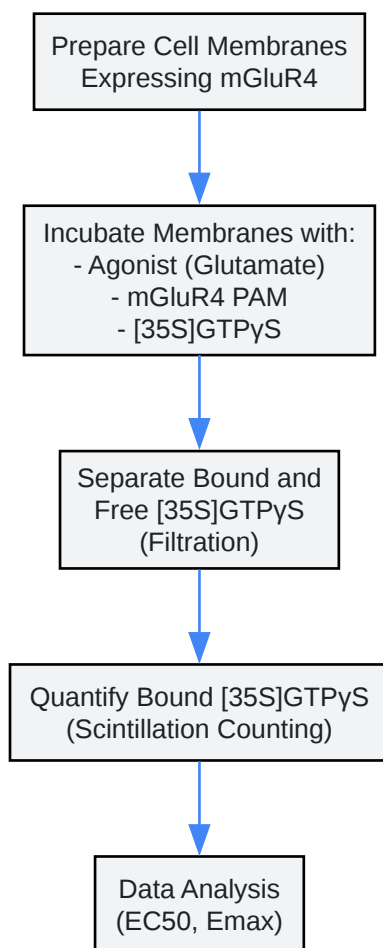 Prepare Cell Membranes
Expressing mGluR4
Incubate Membranes with:
- Agonist (Glutamate)
- mGluR4 PAM
- [35S]GTPγS
Separate Bound and
Free [35S]GTPγS
(Filtration)
Quantify Bound [35S]GTPγS
(Scintillation Counting)
Data Analysis
(EC50, Emax)